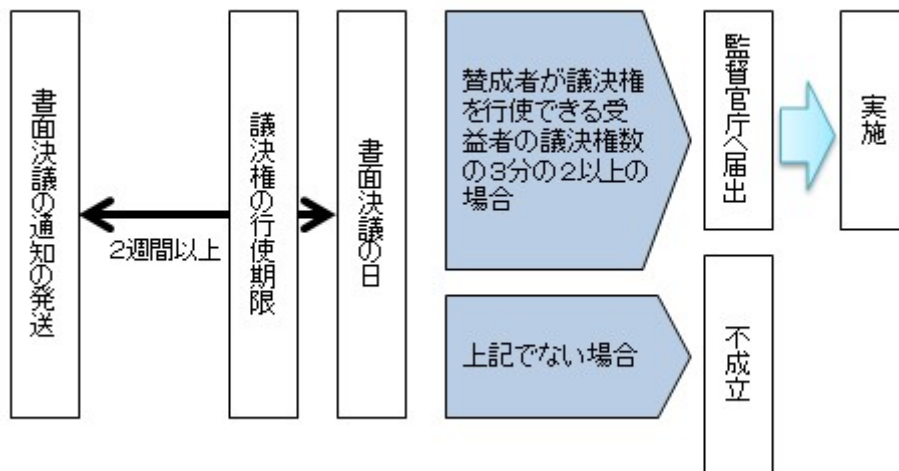 書面決議の通知の発送
2週間以上
議決権の行使期限
書面決議の日
賛成者が議決権
を行使できる受
益者の議決権数
の3分の2以上の
場合
監督官庁へ届出
実施
上記でない場合
不成立